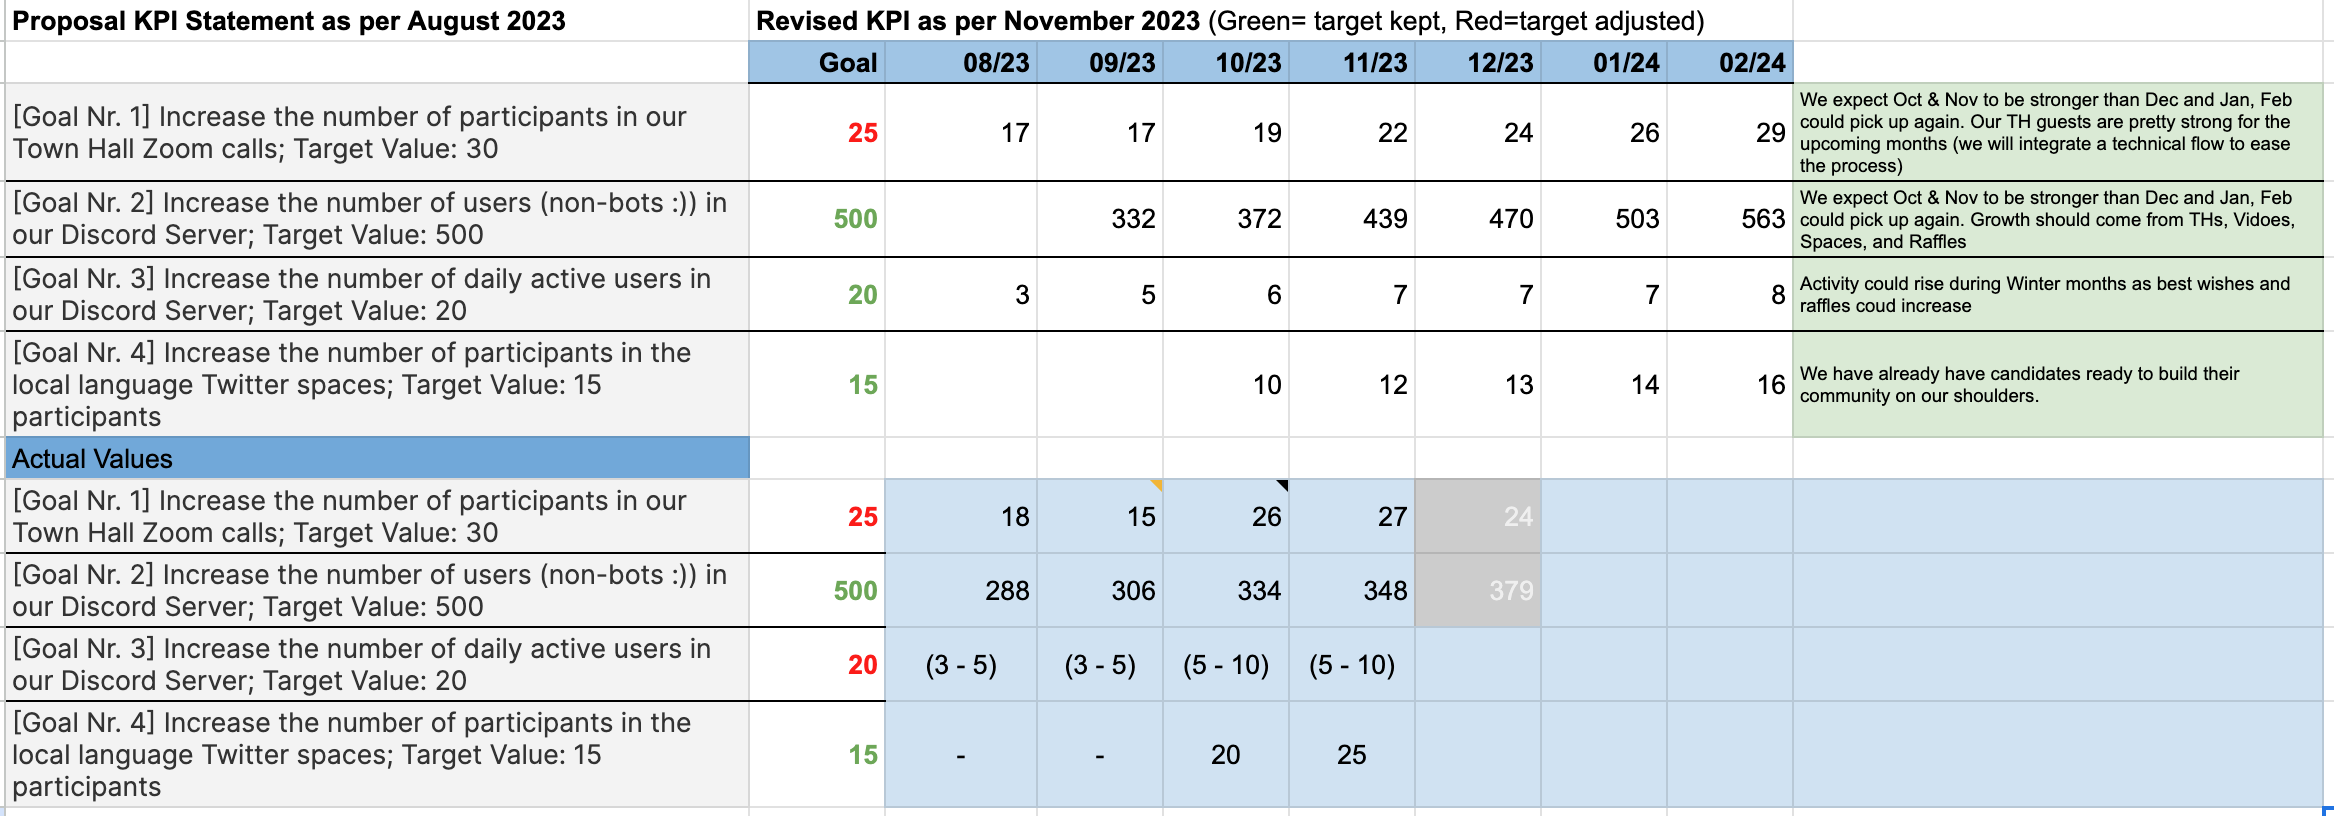 Proposal KPI Statement as per August 2023 Revised KPI as per November 2023 (Green= target kept, Red=target adjusted)
Goal 08/23 09/23 10/23 11/23 12/23 01/24 02/24
[Goal Nr. 1] Increase the number of participants in our
Town Hall Zoom calls; Target Value: 30
25 17 17 19 22 24 26 29
We expect Oct & Nov to be stronger than Dec and Jan, Feb
could pick up again. Our TH guests are pretty strong for the
upcoming months (we will integrate a technical flow to ease
the process)
[Goal Nr. 2] Increase the number of users (non-bots :)) in
our Discord Server; Target Value: 500
500 332 372 439 470 503 563
We expect Oct & Nov to be stronger than Dec and Jan, Feb
could pick up again. Growth should come from THs, Vidoes,
Spaces, and Raffles
[Goal Nr. 3] Increase the number of daily active users in
our Discord Server; Target Value: 20
20 3 5 6 7 7 7 8
Activity could rise during Winter months as best wishes and
raffles coud increase
[Goal Nr. 4] Increase the number of participants in the
local language Twitter spaces; Target Value: 15
participants
15 10 12 13 14 16
We have already have candidates ready to build their
community on our shoulders.
Actual Values
[Goal Nr. 1] Increase the number of participants in our
Town Hall Zoom calls; Target Value: 30
25 18 15 26 27 24
[Goal Nr. 2] Increase the number of users (non-bots :)) in
our Discord Server; Target Value: 500
500 288 306 334 348 379
[Goal Nr. 3] Increase the number of daily active users in
our Discord Server; Target Value: 20
20 (3 - 5) (3 - 5) (5 - 10) (5 - 10)
[Goal Nr. 4] Increase the number of participants in the
local language Twitter spaces; Target Value: 15
participants
15 - - 20 25